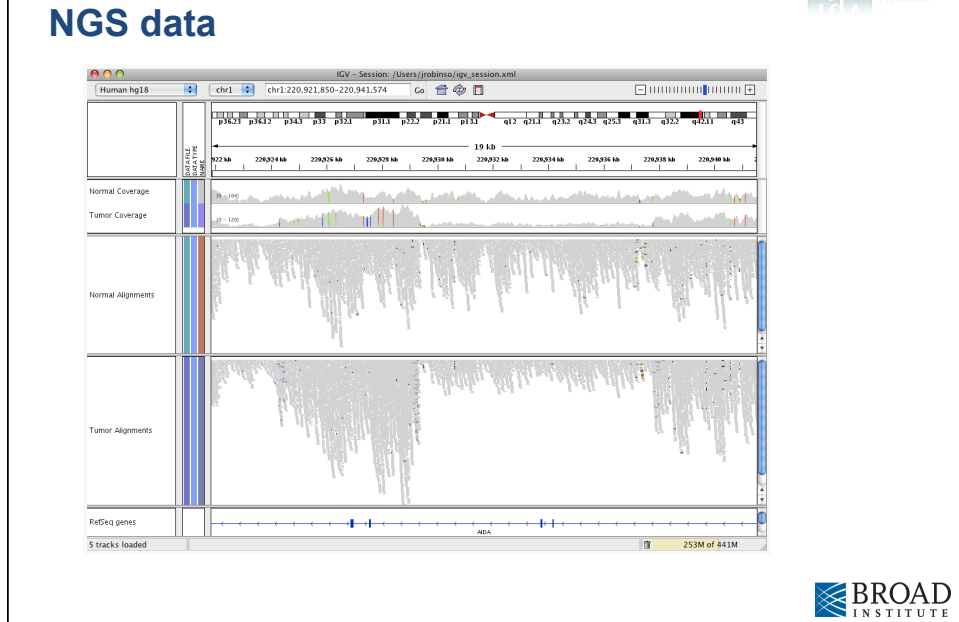 NGS data
IGV - Session: /Users/jrobinso/igv_session.xml
Human hg18 chr1 chr1:220,921,850-220,941,574 Go
p36.23 p36.12 p34.3 p33 p32.1 p31.1 p22.2 p21.1 p13.1 q12 q21.1 q23.2 q24.3 q25.3 q31.3 q32.2 q42.11 q43
DATA FILE
DATA TYPE
NAME
19 kb
922 kb 220,924 kb 220,926 kb 220,928 kb 220,930 kb 220,932 kb 220,934 kb 220,936 kb 220,938 kb 220,940 kb 2
Normal Coverage
[0 - 104]
Tumor Coverage
[0 - 120]
Normal Alignments
Tumor Alignments
RefSeq genes
AIDA
5 tracks loaded 253M of 441M
BROAD
INSTITUTE